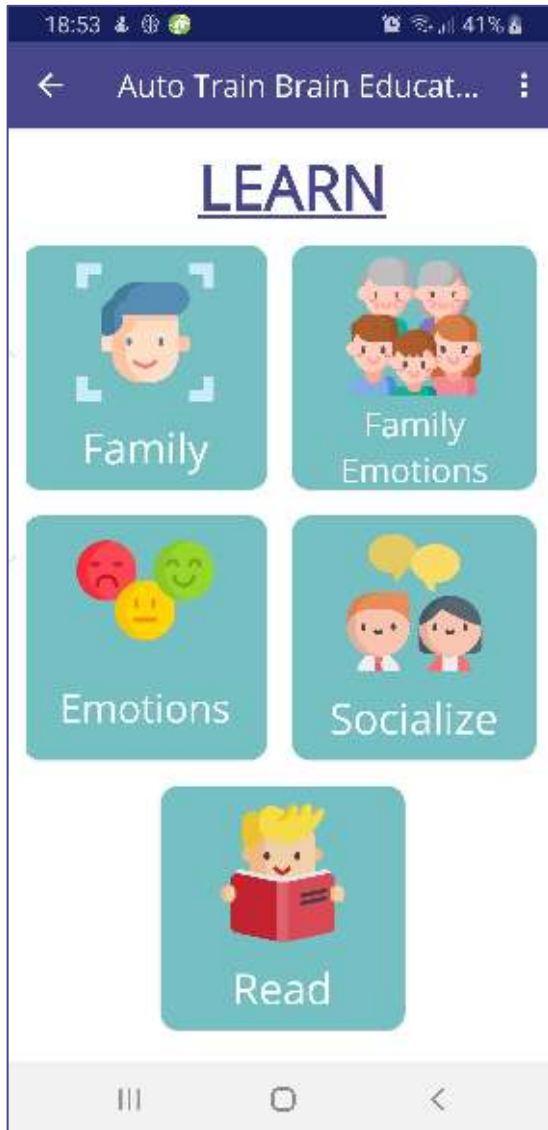 18:53 41%
Auto Train Brain Educat...
LEARN
Family
Family
Emotions
Emotions
Socialize
Read